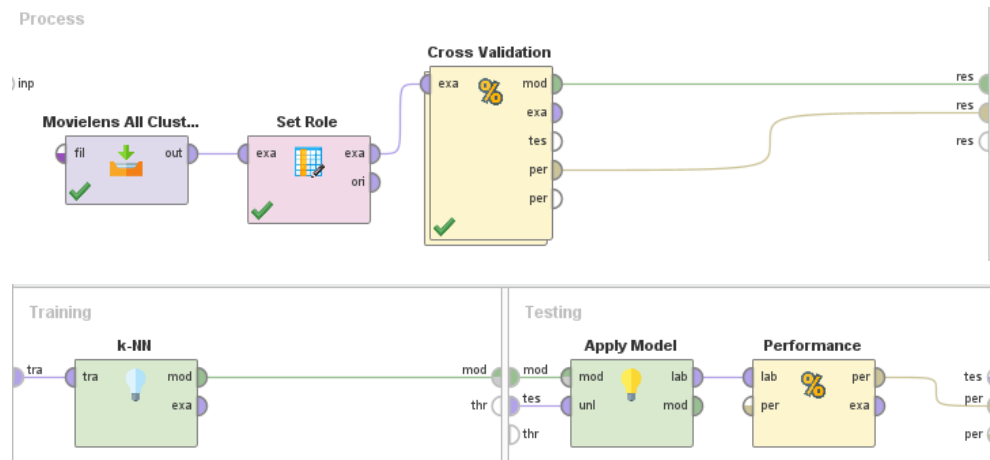 Process
inp
Movielens All Clust...
fil
out
Set Role
exa
exa
ori
Cross Validation
exa
mod
exa
tes
per
per
res
res
res
Training
tra
k-NN
tra
mod
exa
mod
thr
Testing
mod
tes
thr
Apply Model
mod
lab
unl
mod
Performance
lab
per
per
exa
tes
per
per